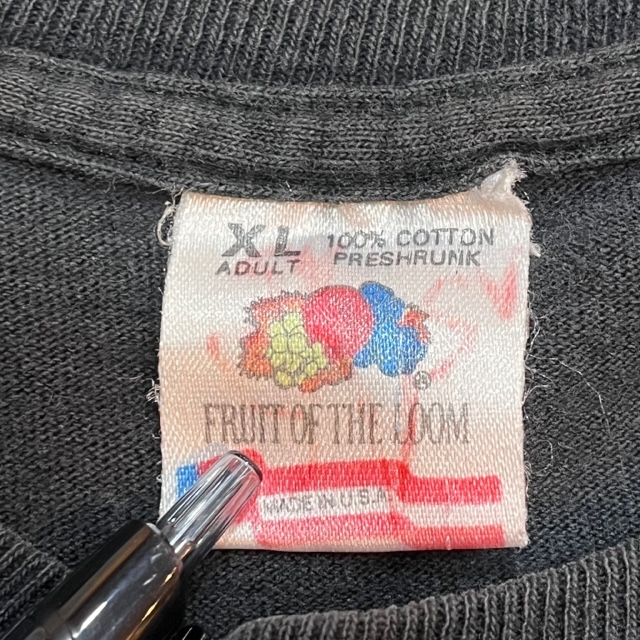 XL 100% COTTON
ADULT PRESHRUNK
®
FRUIT OF THE LOOM
MADE IN U.S.A.